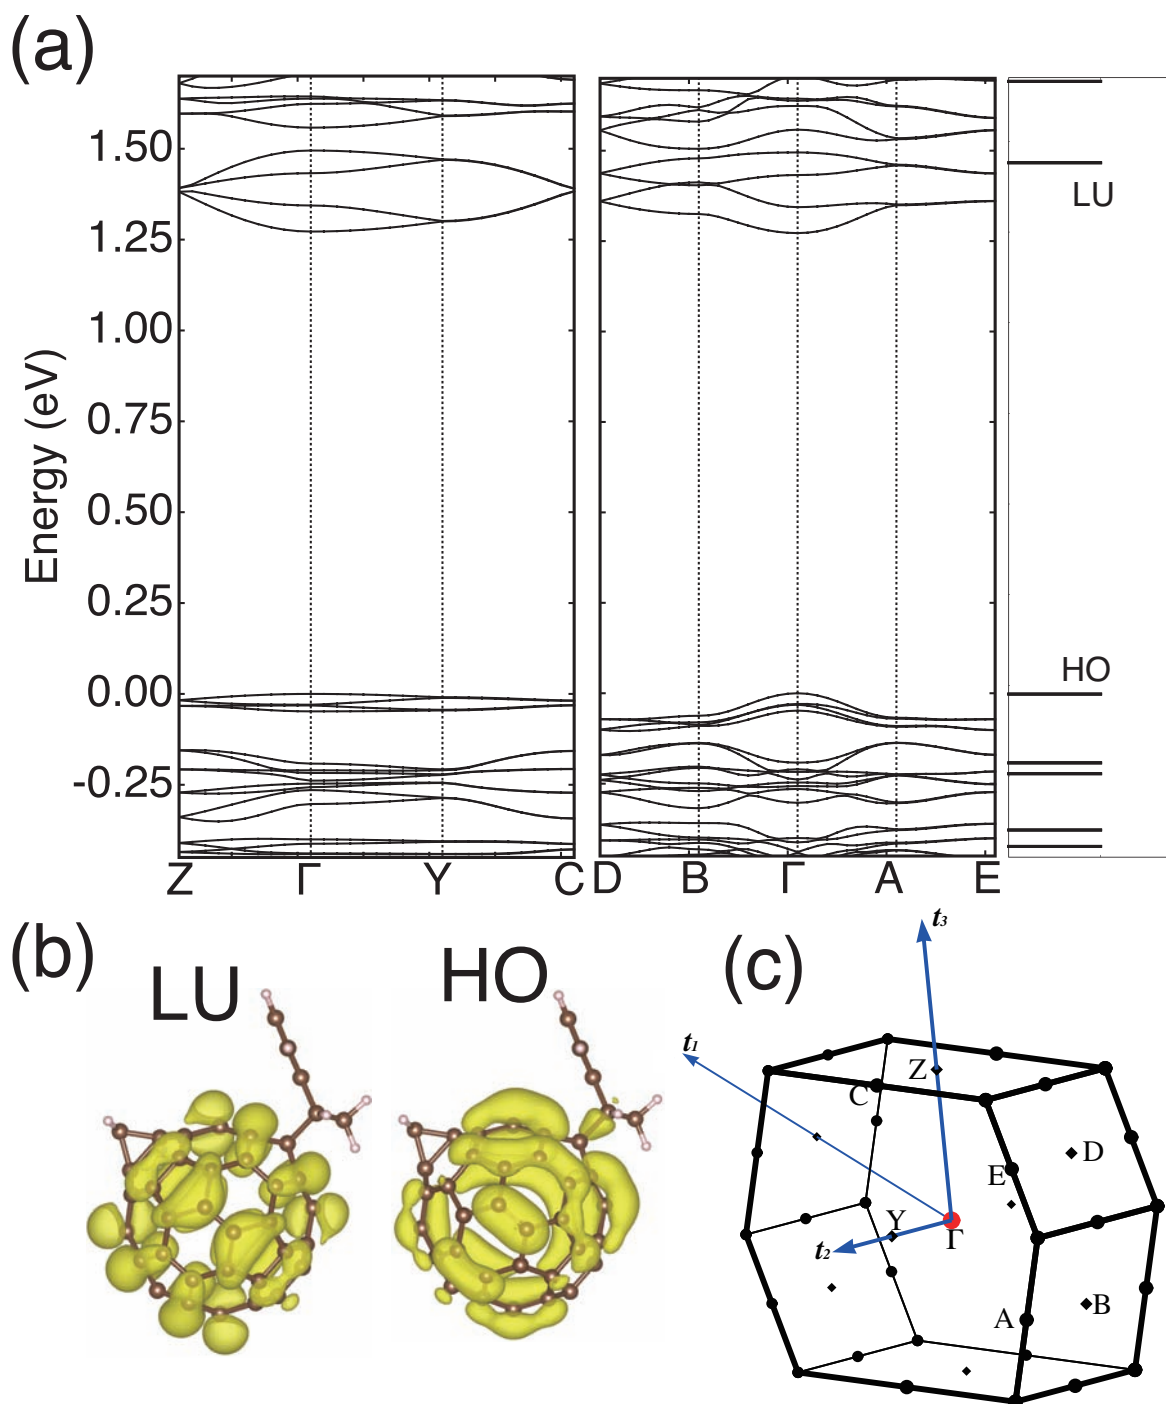 (a)
Energy (eV)
1.50
1.25
1.00
0.75
0.50
0.25
0.00
-0.25
Z Γ Y C
D B Γ A E
LU
HO
(b)
LU
HO
(c)
t3
t1
Z
C
D
E
Y
Γ
t2
B
A